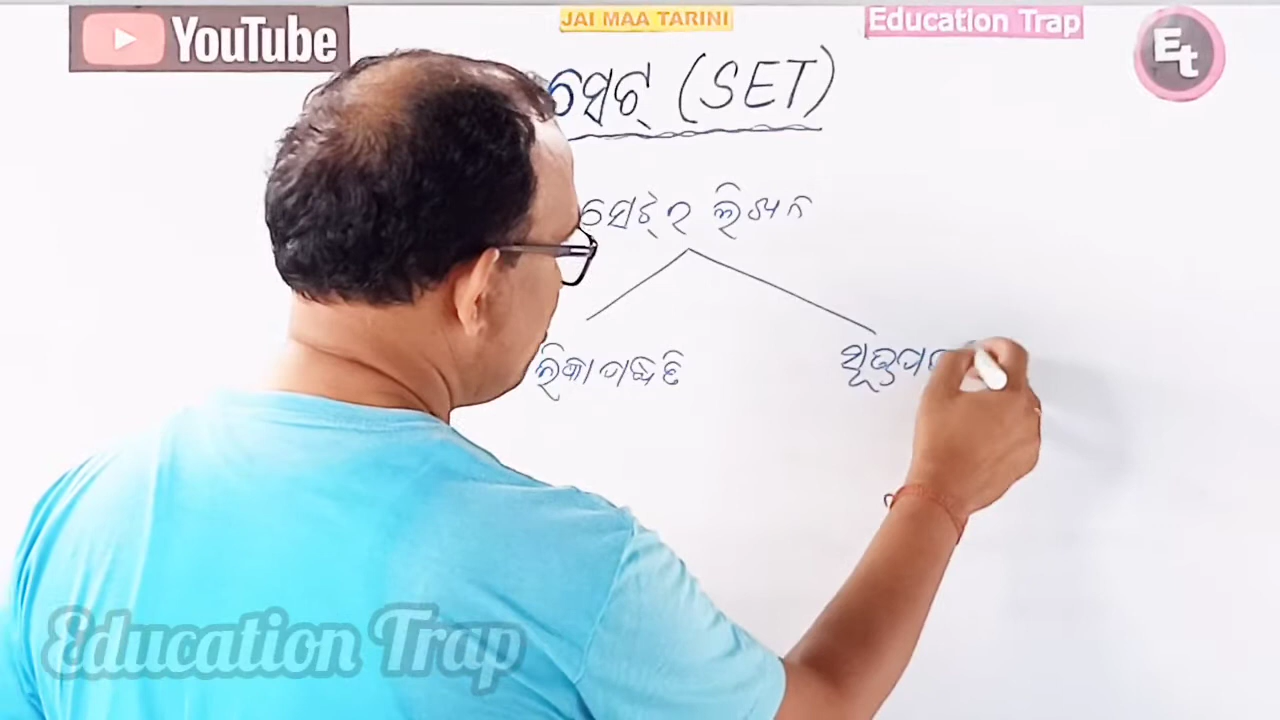 YouTube
JAI MAA TARINI
Education Trap
Et
ସେଟ୍ (SET)
ସେଟ୍‌ର ଲିଖନ
ଲିକା ପଦ୍ଧତି
Education Trap